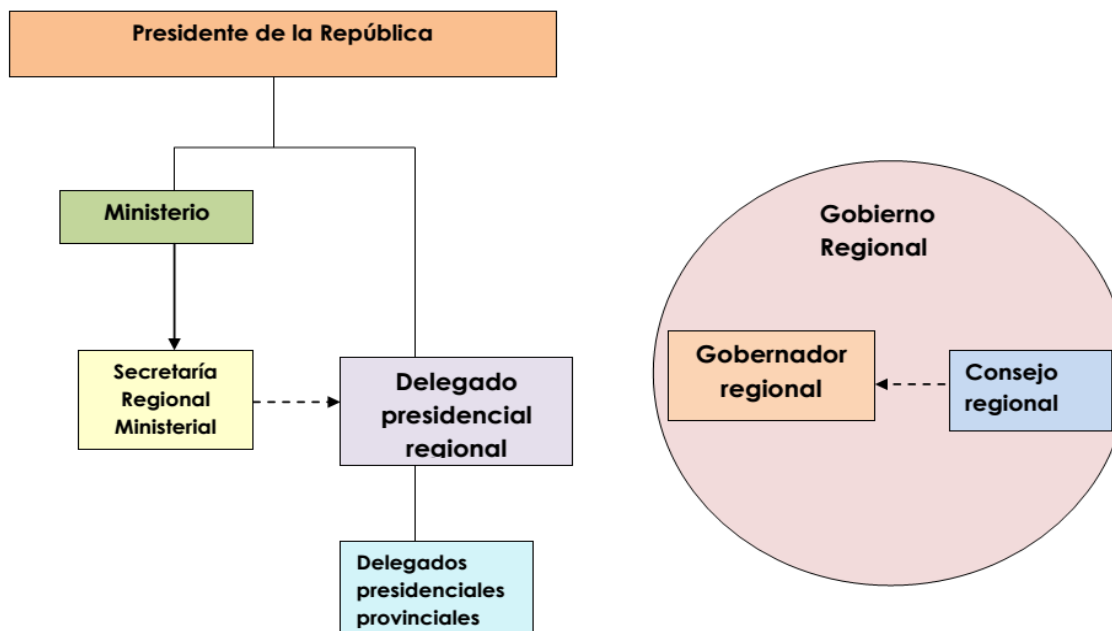 Presidente de la República
Ministerio
Secretaría
Regional
Ministerial
Delegado
presidencial
regional
Delegados
presidenciales
provinciales
Gobierno
Regional
Gobernador
regional
Consejo
regional